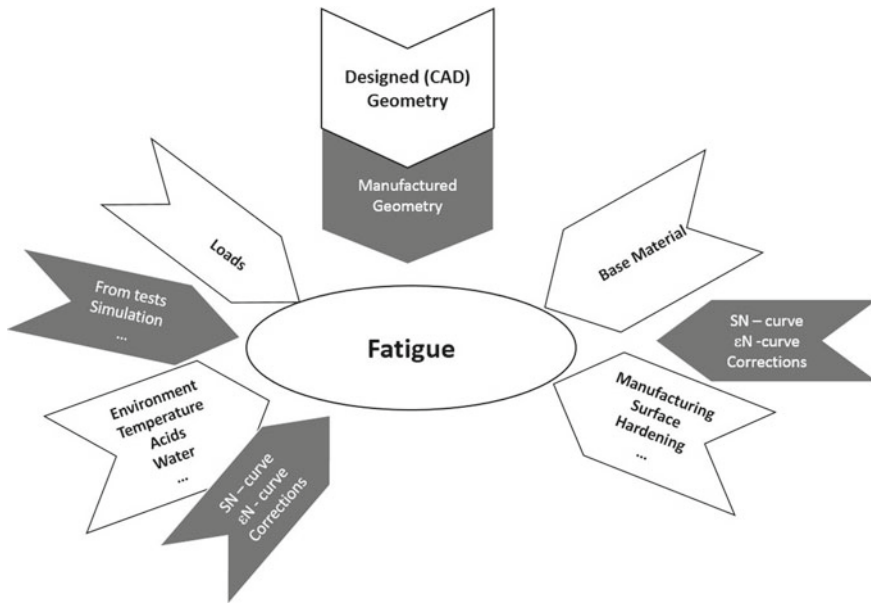 Designed (CAD)
Geometry
Manufactured
Geometry
Loads
Base Material
From tests
Simulation
...
SN – curve
εN -curve
Corrections
Fatigue
Environment
Temperature
Acids
Water
...
Manufacturing
Surface
Hardening
...
SN – curve
εN - curve
Corrections